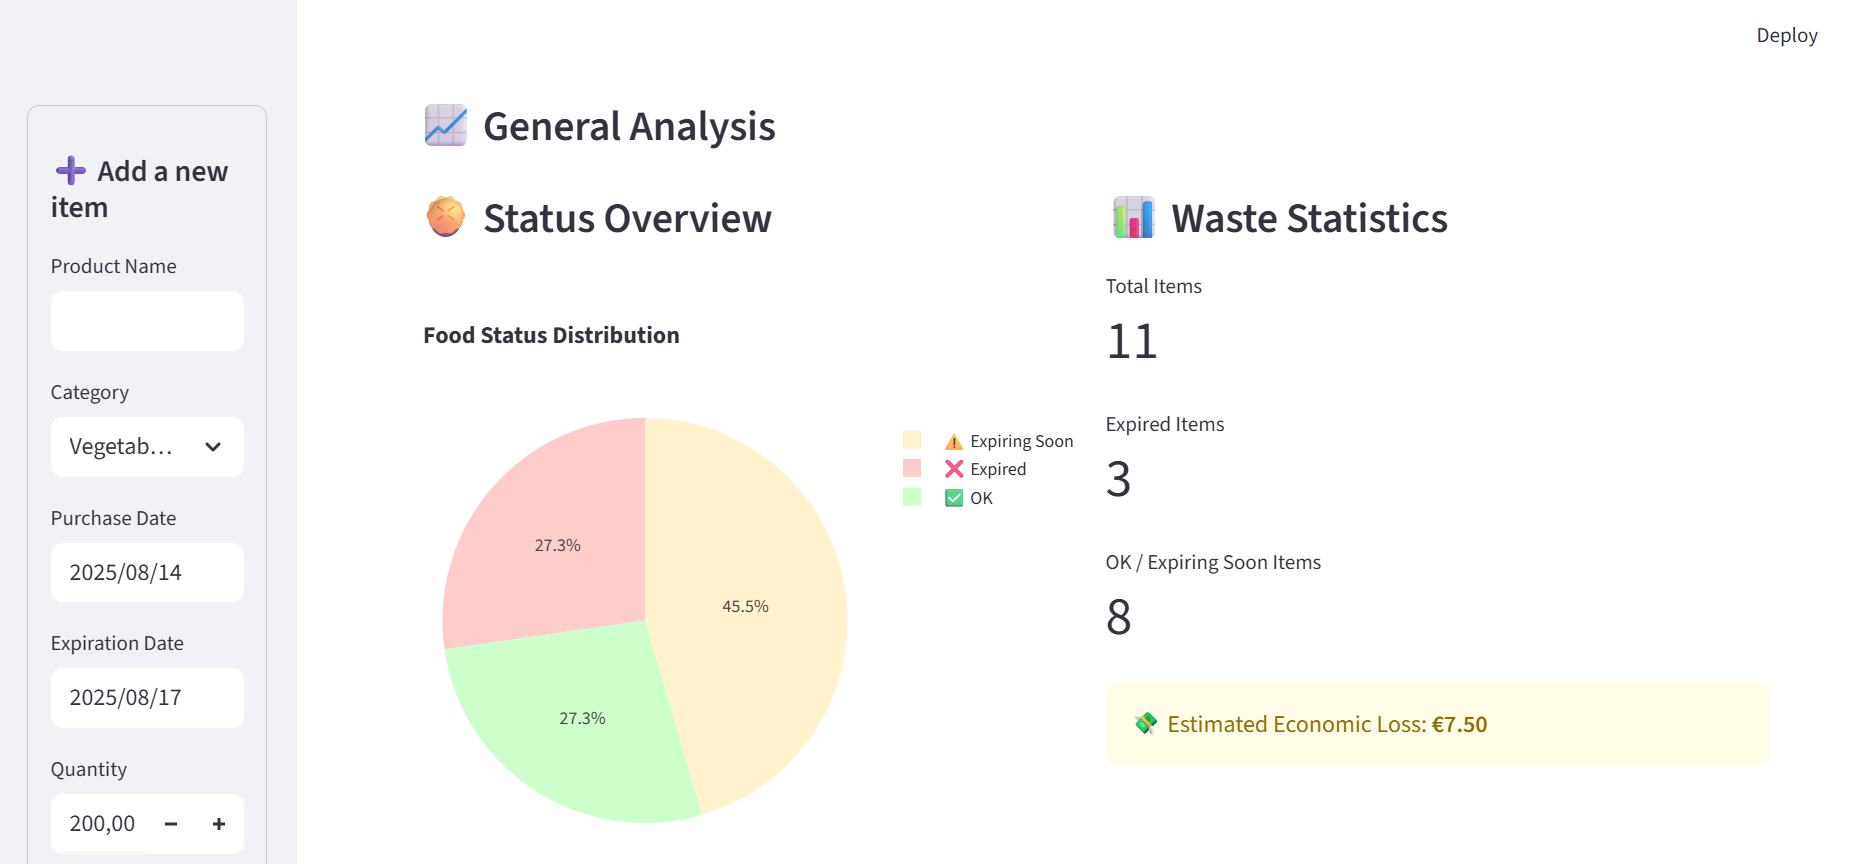 Deploy
Add a new
item
Product Name
Category
Vegetab...
Purchase Date
2025/08/14
Expiration Date
2025/08/17
Quantity
200,00
General Analysis
Status Overview
Food Status Distribution
27.3%
45.5%
27.3%
Expiring Soon
Expired
OK
Waste Statistics
Total Items
11
Expired Items
3
OK / Expiring Soon Items
8
Estimated Economic Loss: €7.50